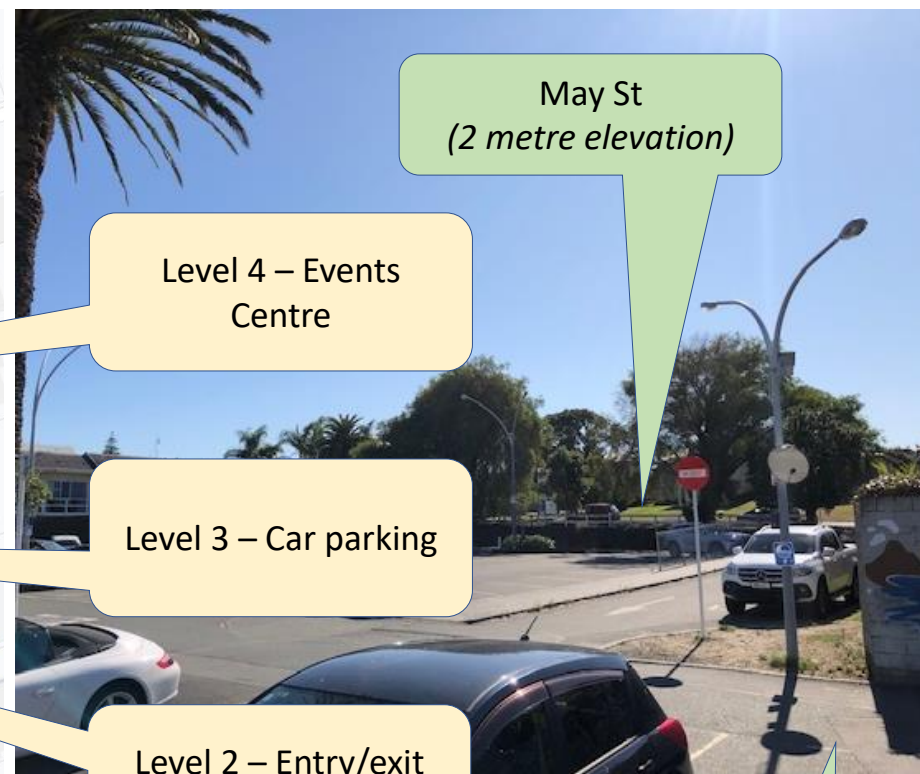 May St
(2 metre elevation)
Level 4 – Events
Centre
Level 3 – Car parking
Level 2 – Entry/exit